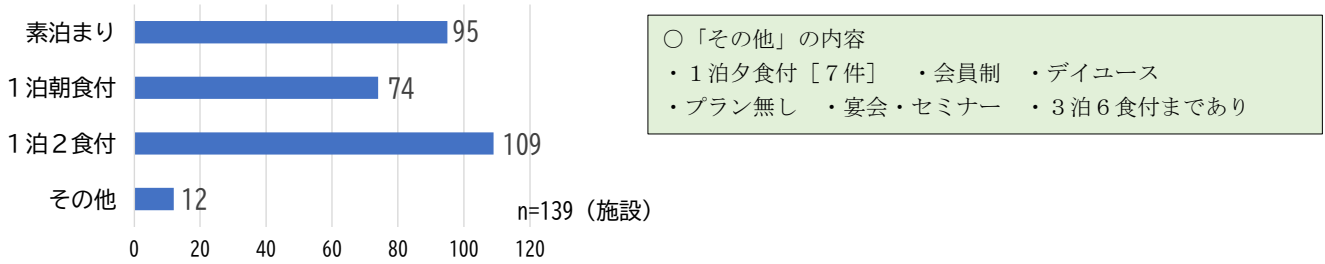 素泊まり 95
1泊朝食付 74
1泊2食付 109
その他 12
n=139（施設）
0 20 40 60 80 100 120
○「その他」の内容
・１泊夕食付［７件］ ・会員制 ・デイユース
・プラン無し ・宴会・セミナー ・３泊６食付まであり